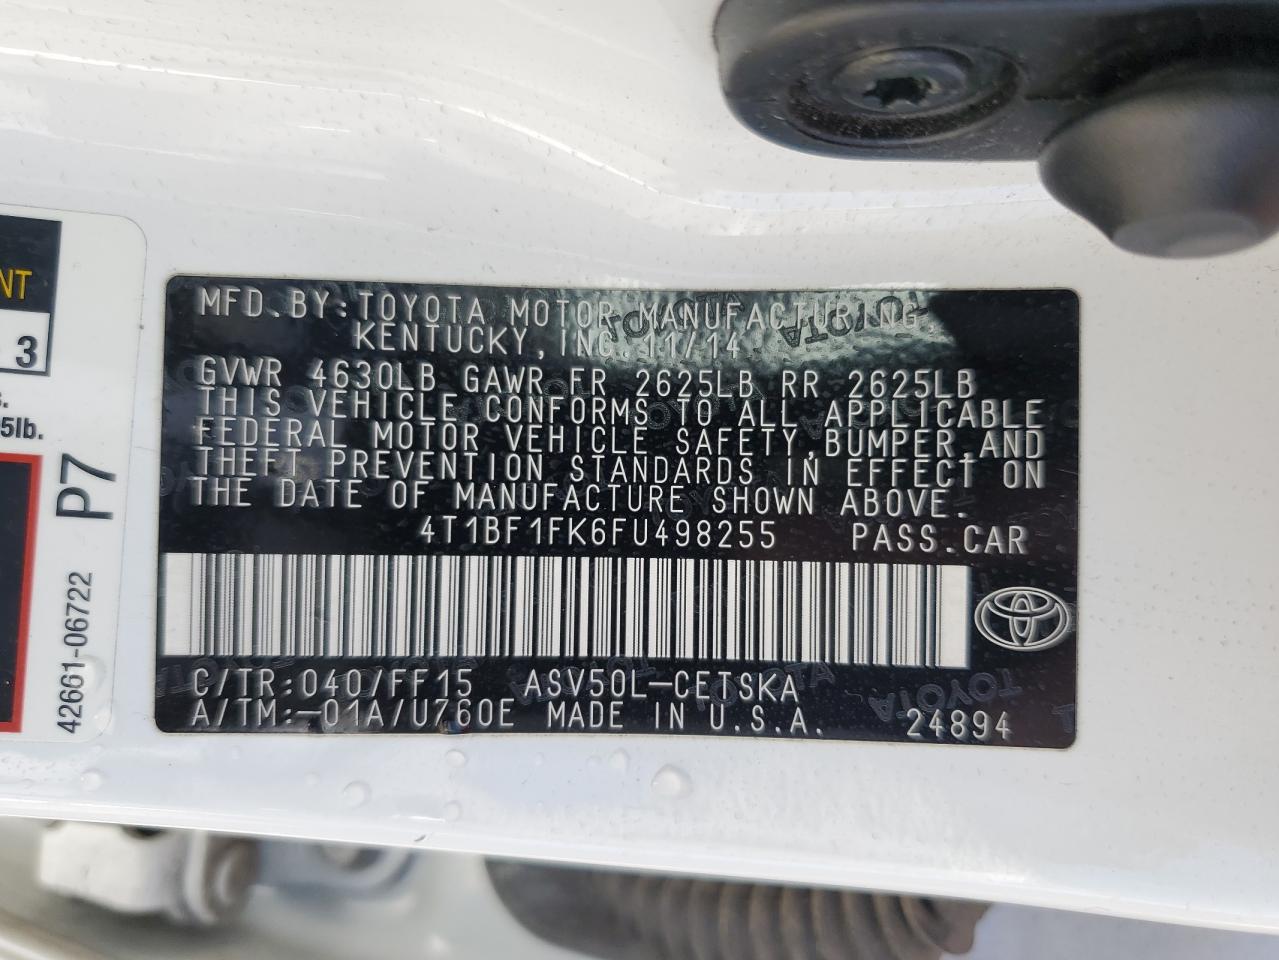 MFD.BY:TOYOTA MOTOR MANUFACTURING,
KENTUCKY,INC. 11/14
GVWR 4630LB GAWR FR 2625LB RR 2625LB
THIS VEHICLE CONFORMS TO ALL APPLICABLE
FEDERAL MOTOR VEHICLE SAFETY,BUMPER,AND
THEFT PREVENTION STANDARDS IN EFFECT ON
THE DATE OF MANUFACTURE SHOWN ABOVE.
4T1BF1FK6FU498255 PASS.CAR
C/TR:040/FF15 ASV50L-CETSKA
A/TM:-01A/U760E MADE IN U.S.A. 24894
NT
3
5lb.
P7
42661-06722